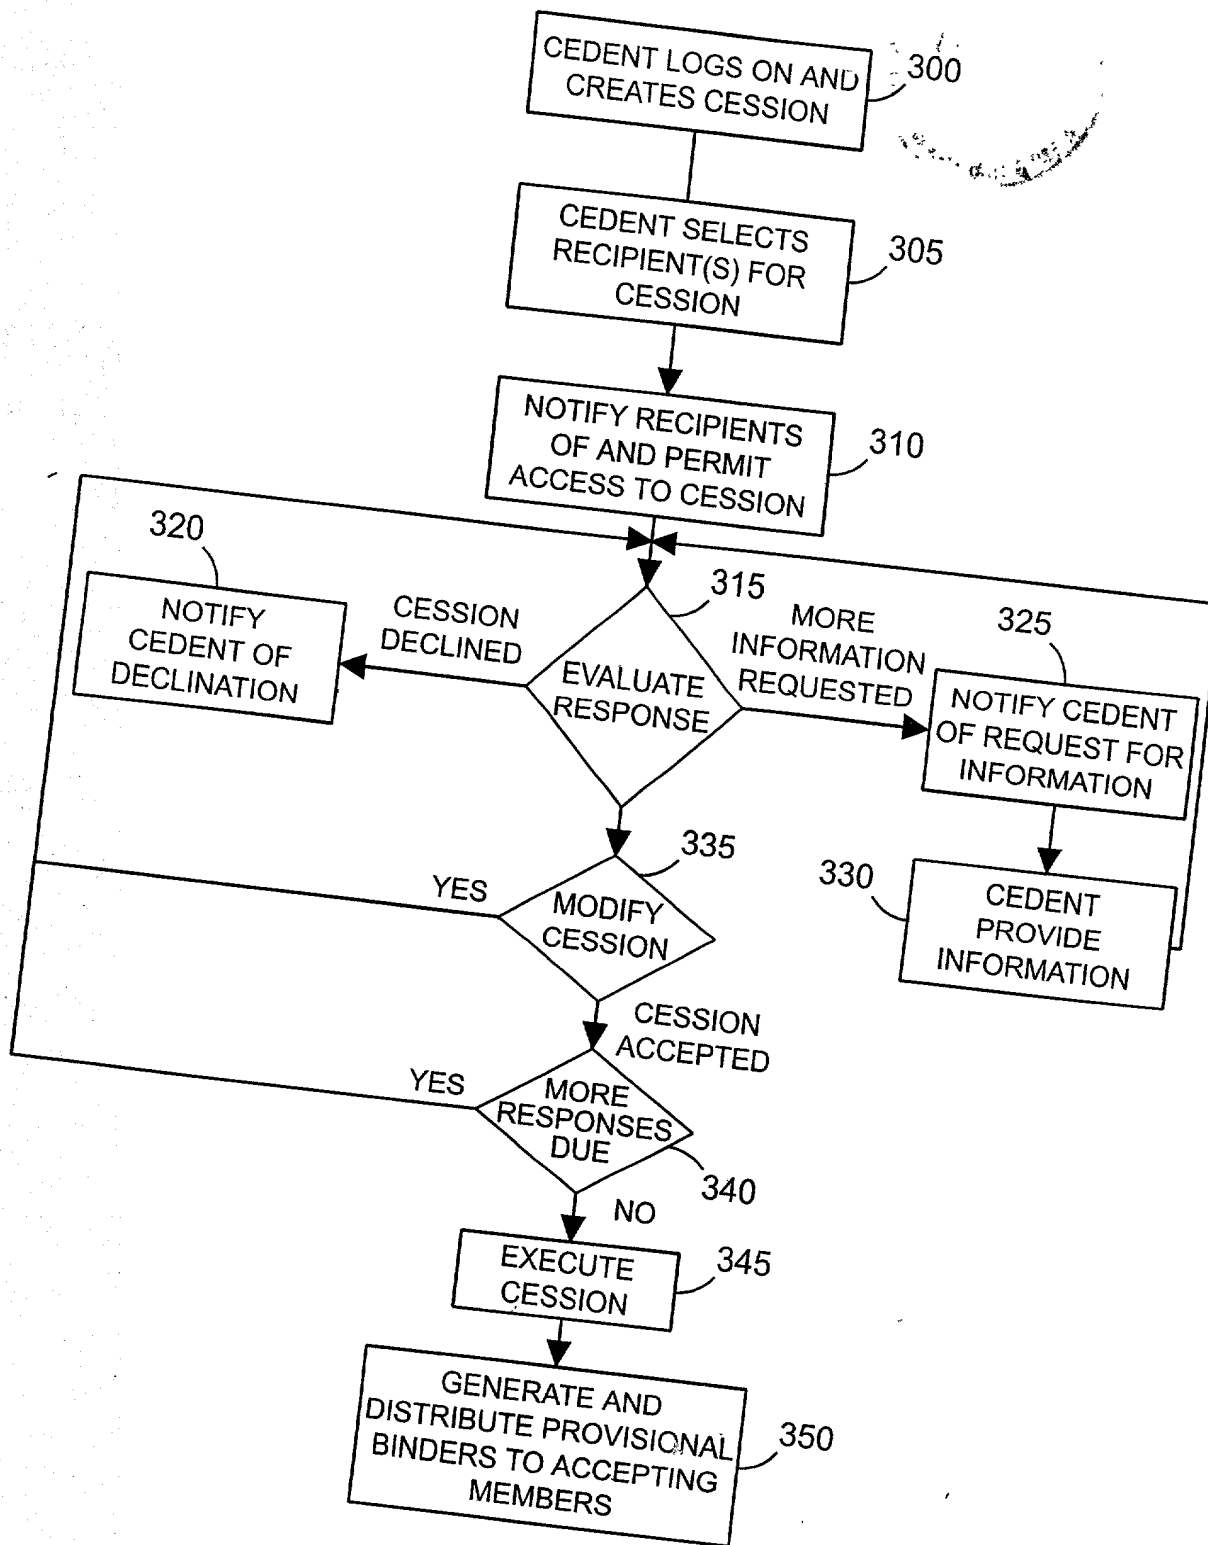 CEDENT LOGS ON AND
CREATES CESSION
300
CEDENT SELECTS
RECIPIENT(S) FOR
CESSION
305
NOTIFY RECIPIENTS
OF AND PERMIT
ACCESS TO CESSION
310
320
NOTIFY
CEDENT OF
DECLINATION
CESSION
DECLINED
315
EVALUATE
RESPONSE
MORE
INFORMATION
REQUESTED
325
NOTIFY CEDENT
OF REQUEST FOR
INFORMATION
330
CEDENT
PROVIDE
INFORMATION
335
YES
MODIFY
CESSION
CESSION
ACCEPTED
YES
MORE
RESPONSES
DUE
340
NO
EXECUTE
CESSION
345
GENERATE AND
DISTRIBUTE PROVISIONAL
BINDERS TO ACCEPTING
MEMBERS
350